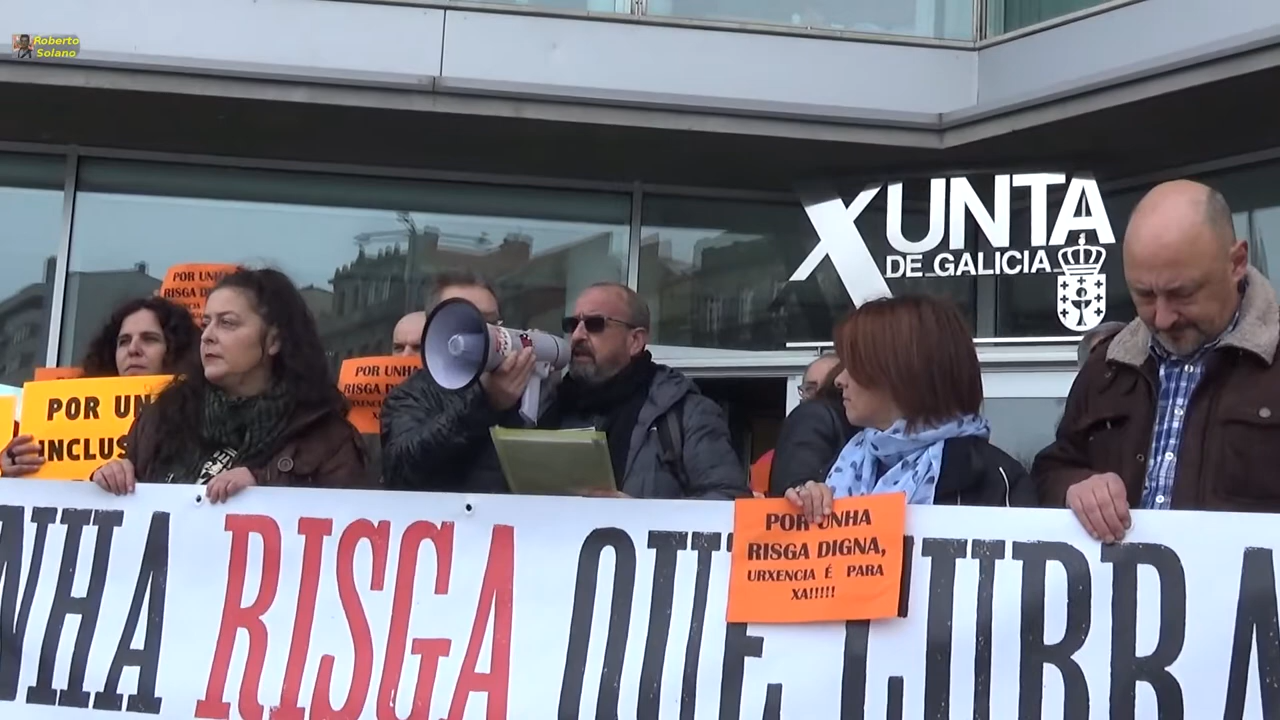 Roberto
Solano
XUNTA
DE GALICIA
POR UNHA
RISGA D
POR UNHA
RISGA D
POR UN
INCLUS
POR UNHA
RISGA DIGNA,
URXENCIA É PARA
XA!!!!!
NHA RISGA QUE CUBRA